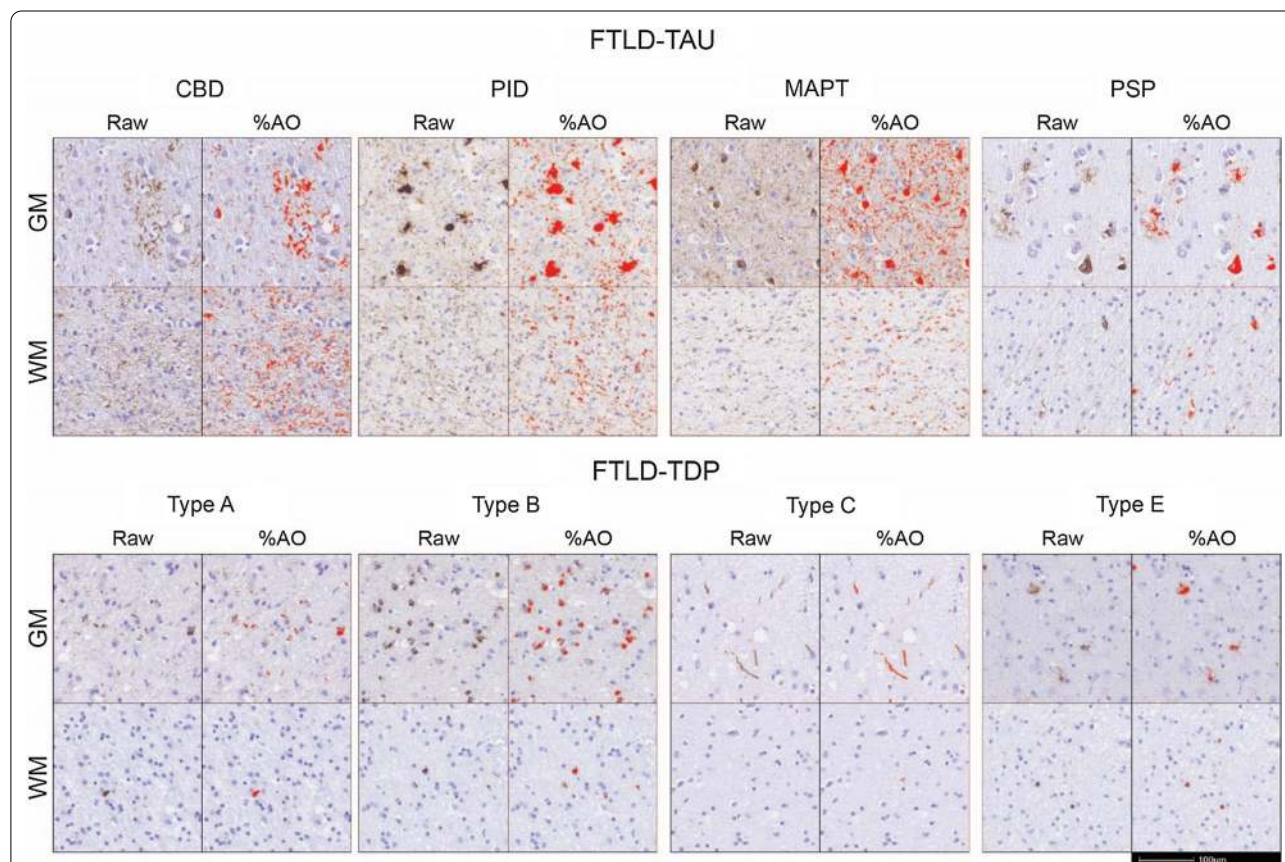 FTLD-TAU
CBD PID MAPT PSP
Raw %AO Raw %AO Raw %AO Raw %AO
GM
WM
FTLD-TDP
Type A Type B Type C Type E
Raw %AO Raw %AO Raw %AO Raw %AO
GM
WM
100um